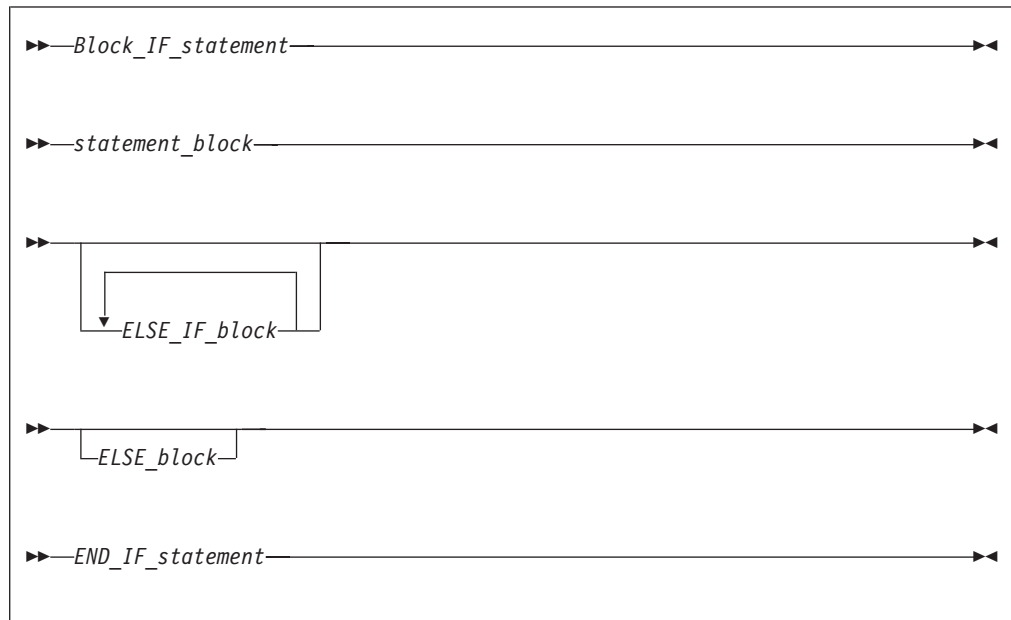 Block_IF_statement
statement_block
ELSE_IF_block
ELSE_block
END_IF_statement